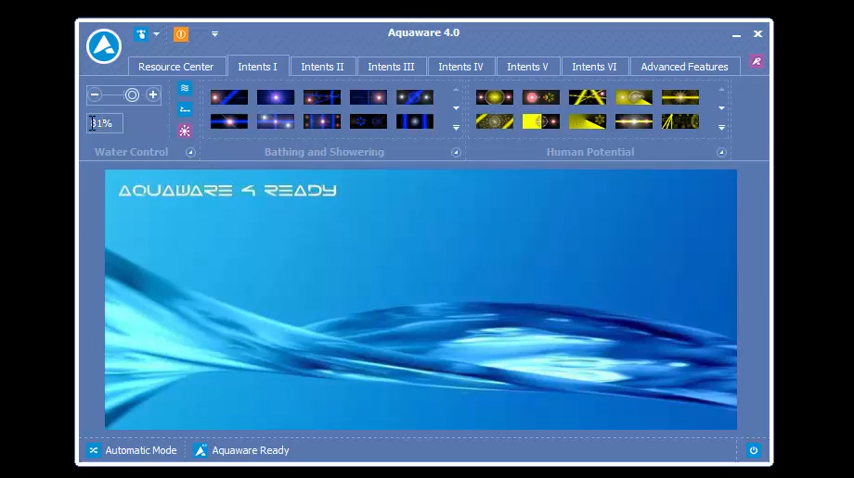 Aquaware 4.0
Resource Center
Intents I
Intents II
Intents III
Intents IV
Intents V
Intents VI
Advanced Features
81%
Water Control
Bathing and Showering
Human Potential
AQUAWARE 4 READY
Automatic Mode
Aquaware Ready